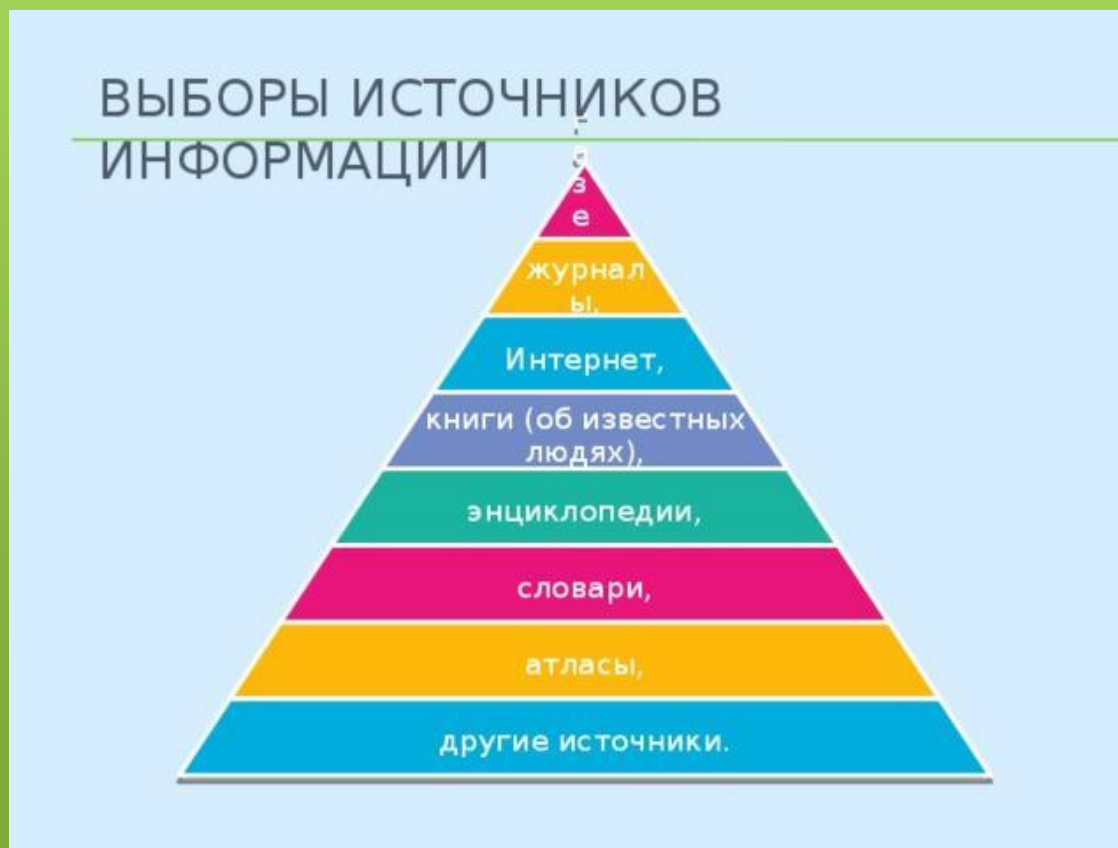 ВЫБОРЫ ИСТОЧНИКОВ
ИНФОРМАЦИИ
журнал
ы,
Интернет,
книги (об известных
людях),
энциклопедии,
словари,
атласы,
другие источники.